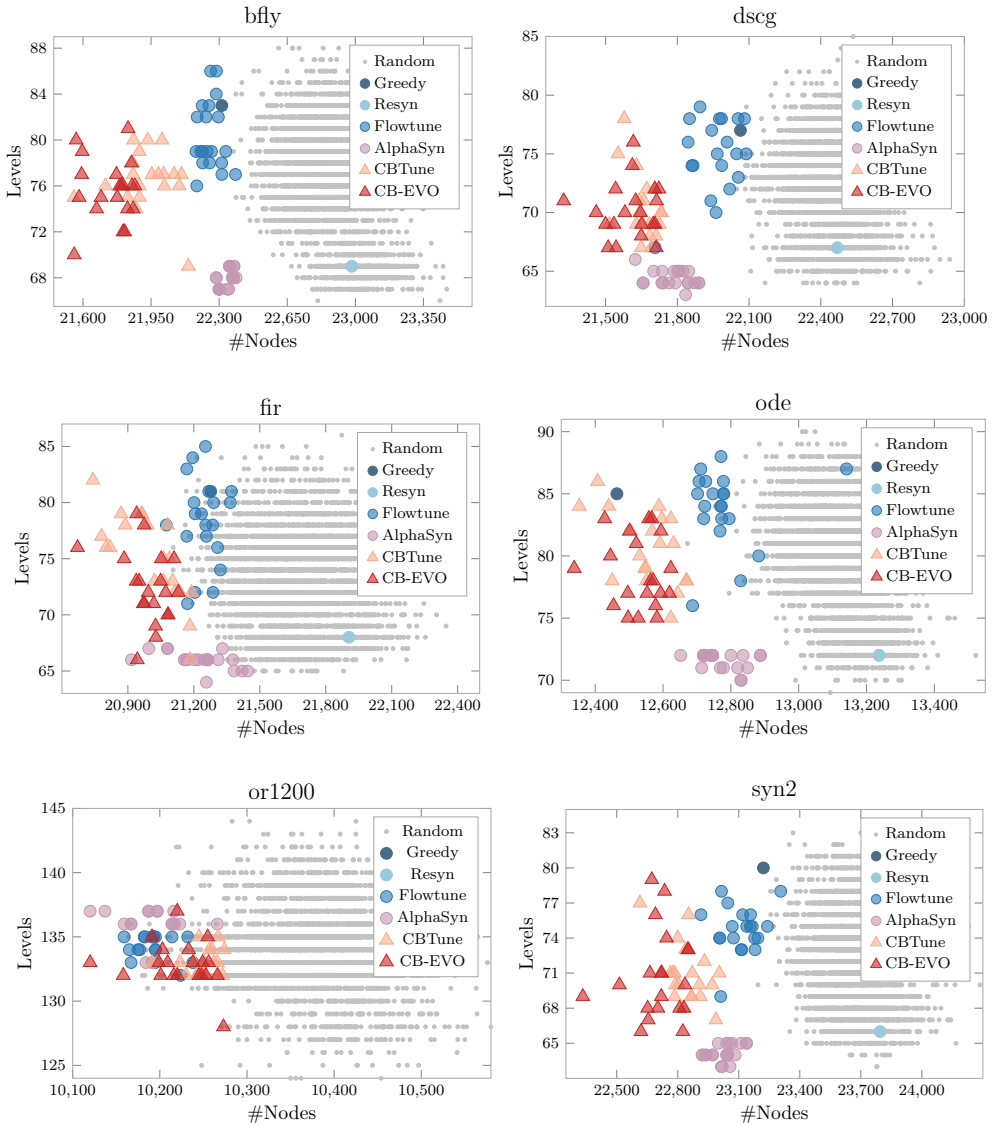 bfly
88
84
80
76
72
68
Levels
21,600
21,950
22,300
22,650
23,000
23,350
#Nodes
Random
Greedy
Resyn
Flowtune
AlphaSyn
CBTune
CB-EVO
dscg
85
80
75
70
65
Levels
21,500
21,800
22,100
22,400
22,700
23,000
#Nodes
Random
Greedy
Resyn
Flowtune
AlphaSyn
CBTune
CB-EVO
fir
85
80
75
70
65
Levels
20,900
21,200
21,500
21,800
22,100
22,400
#Nodes
Random
Greedy
Resyn
Flowtune
AlphaSyn
CBTune
CB-EVO
ode
90
85
80
75
70
Levels
12,400
12,600
12,800
13,000
13,200
13,400
#Nodes
Random
Greedy
Resyn
Flowtune
AlphaSyn
CBTune
CB-EVO
or1200
145
141
137
133
129
125
Levels
10,100
10,200
10,300
10,400
10,500
#Nodes
Random
Greedy
Resyn
Flowtune
AlphaSyn
CBTune
CB-EVO
syn2
83
80
77
74
71
68
65
Levels
22,500
22,800
23,100
23,400
23,700
24,000
#Nodes
Random
Greedy
Resyn
Flowtune
AlphaSyn
CBTune
CB-EVO